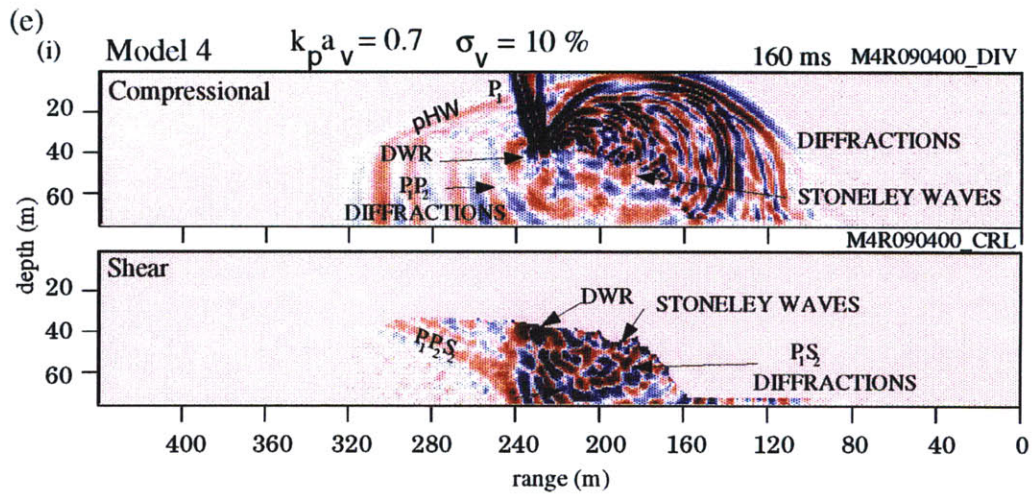 (e)
(i) Model 4 kpav = 0.7 σv = 10 % 160 ms M4R090400_DIV
Compressional
P1
pHW
DIFFRACTIONS
DWR
P1P2
DIFFRACTIONS
STONELEY WAVES
20
40
60
M4R090400_CRL
depth (m)
Shear
DWR STONELEY WAVES
P1P2S2
P1S2
DIFFRACTIONS
20
40
60
400 360 320 280 240 200 160 120 80 40 0
range (m)